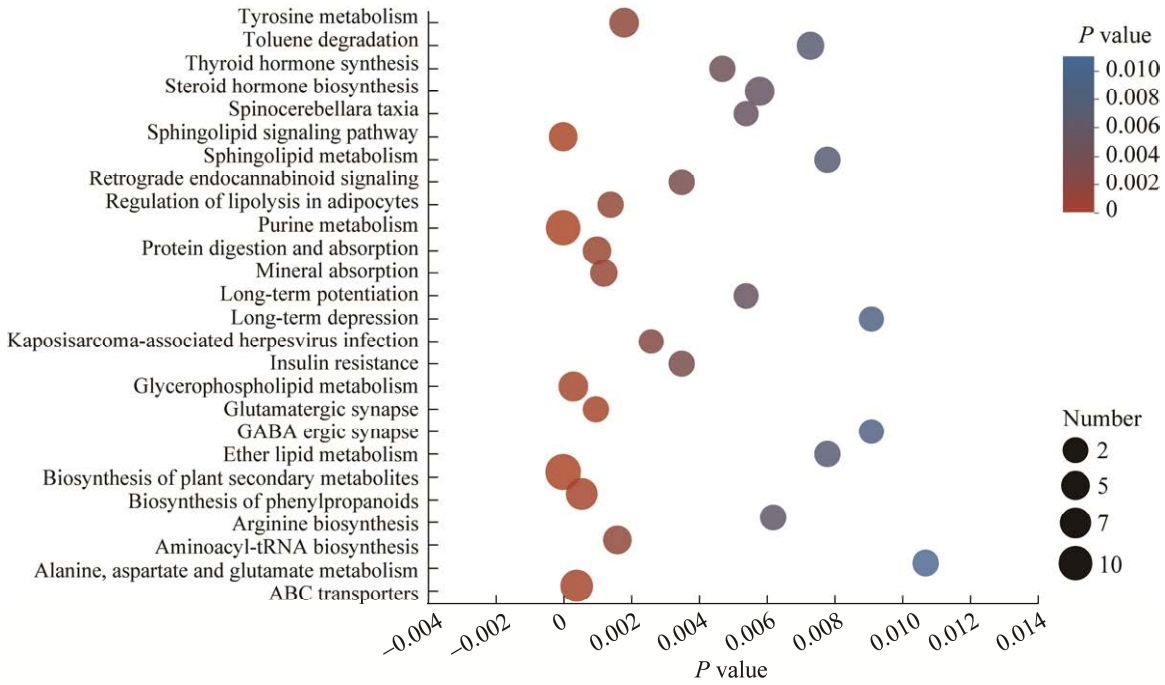 Tyrosine metabolism
Toluene degradation
Thyroid hormone synthesis
Steroid hormone biosynthesis
Spinocerebellara taxia
Sphingolipid signaling pathway
Sphingolipid metabolism
Retrograde endocannabinoid signaling
Regulation of lipolysis in adipocytes
Purine metabolism
Protein digestion and absorption
Mineral absorption
Long-term potentiation
Long-term depression
Kaposisarcoma-associated herpesvirus infection
Insulin resistance
Glycerophospholipid metabolism
Glutamatergic synapse
GABA ergic synapse
Ether lipid metabolism
Biosynthesis of plant secondary metabolites
Biosynthesis of phenylpropanoids
Arginine biosynthesis
Aminoacyl-tRNA biosynthesis
Alanine, aspartate and glutamate metabolism
ABC transporters
–0.004 –0.002 0 0.002 0.004 0.006 0.008 0.010 0.012 0.014
P value
P value
0.010
0.008
0.006
0.004
0.002
0
Number
2
5
7
10